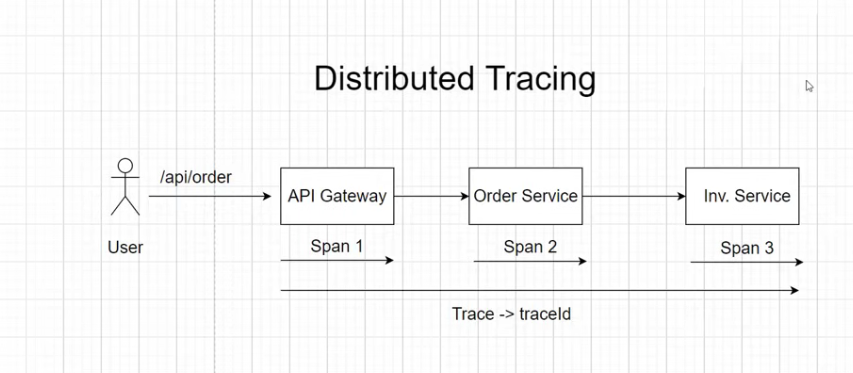 Distributed Tracing
/api/order
API Gateway
Order Service
Inv. Service
User
Span 1
Span 2
Span 3
Trace -> traceId